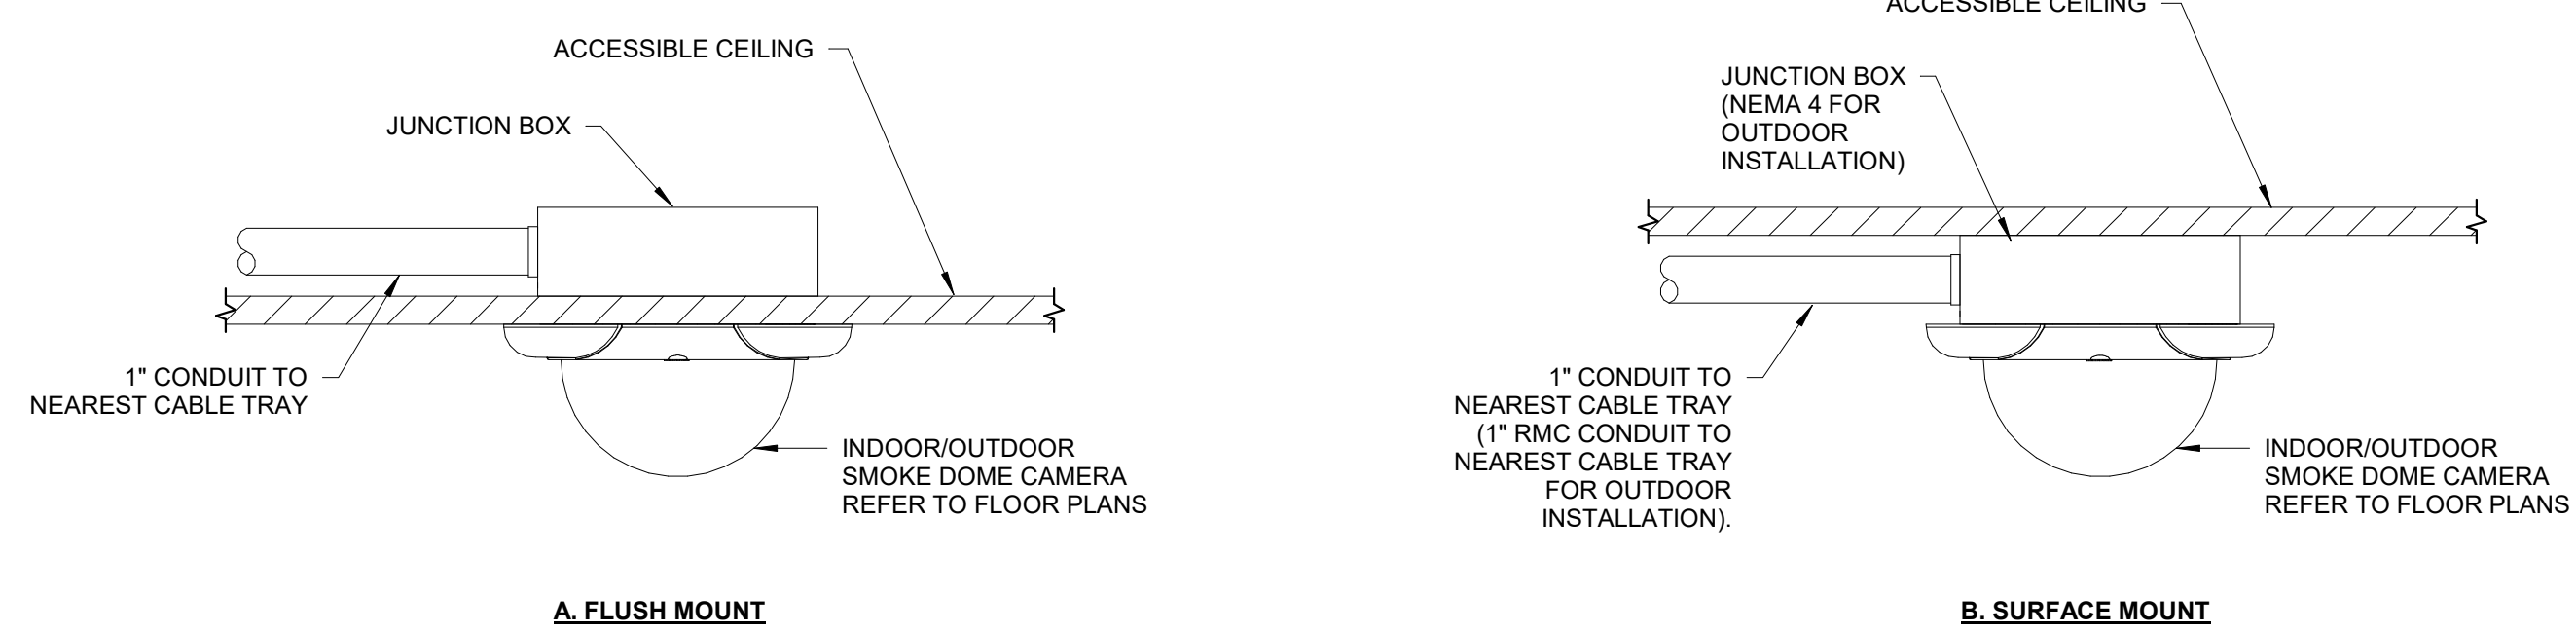 ACCESSIBLE CEILING
JUNCTION BOX
1" CONDUIT TO
NEAREST CABLE TRAY
INDOOR/OUTDOOR
SMOKE DOME CAMERA
REFER TO FLOOR PLANS
A. FLUSH MOUNT
ACCESSIBLE CEILING
JUNCTION BOX
(NEMA 4 FOR
OUTDOOR
INSTALLATION)
1" CONDUIT TO
NEAREST CABLE TRAY
(1" RMC CONDUIT TO
NEAREST CABLE TRAY
FOR OUTDOOR
INSTALLATION).
INDOOR/OUTDOOR
SMOKE DOME CAMERA
REFER TO FLOOR PLANS
B. SURFACE MOUNT